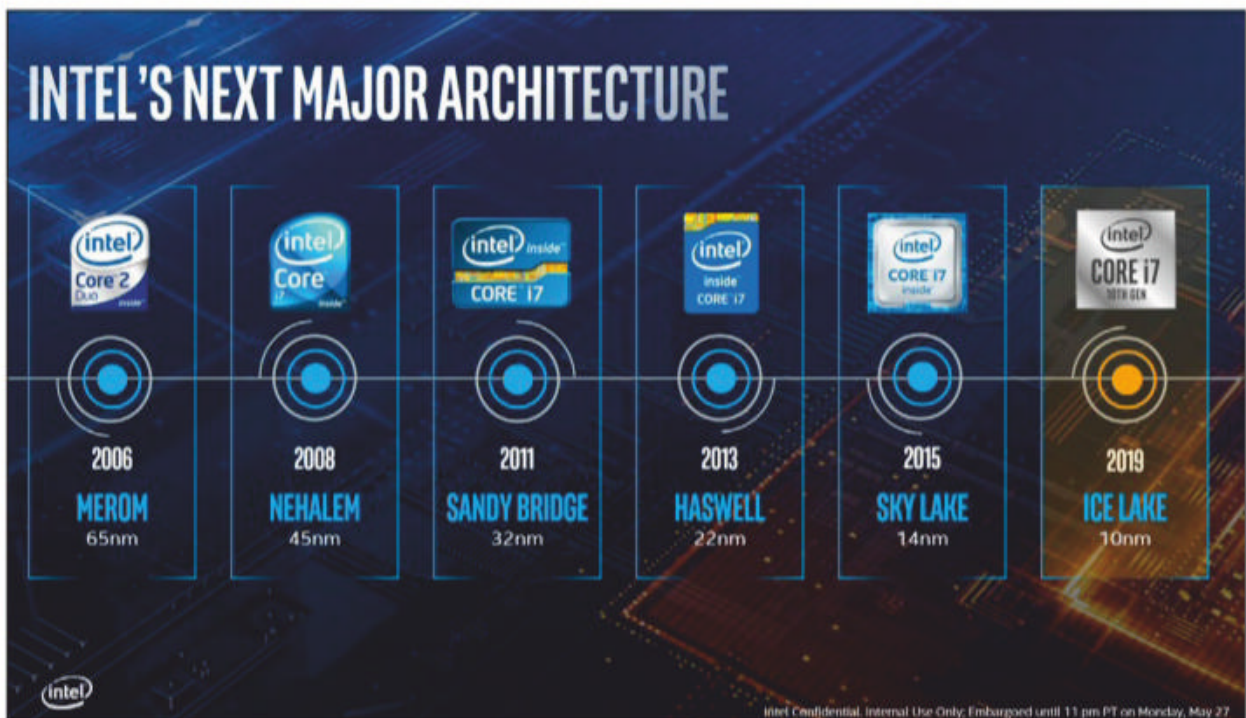 INTEL'S NEXT MAJOR ARCHITECTURE
intel
Core 2
Duo
inside
intel
Core
i7
inside
intel inside
CORE i7
intel
inside
CORE i7
intel
CORE i7
inside
intel
CORE i7
10TH GEN
2006
MEROM
65nm
2008
NEHALEM
45nm
2011
SANDY BRIDGE
32nm
2013
HASWELL
22nm
2015
SKY LAKE
14nm
2019
ICE LAKE
10nm
intel
Intel Confidential. Internal Use Only; Embargoed until 11 pm PT on Monday, May 27